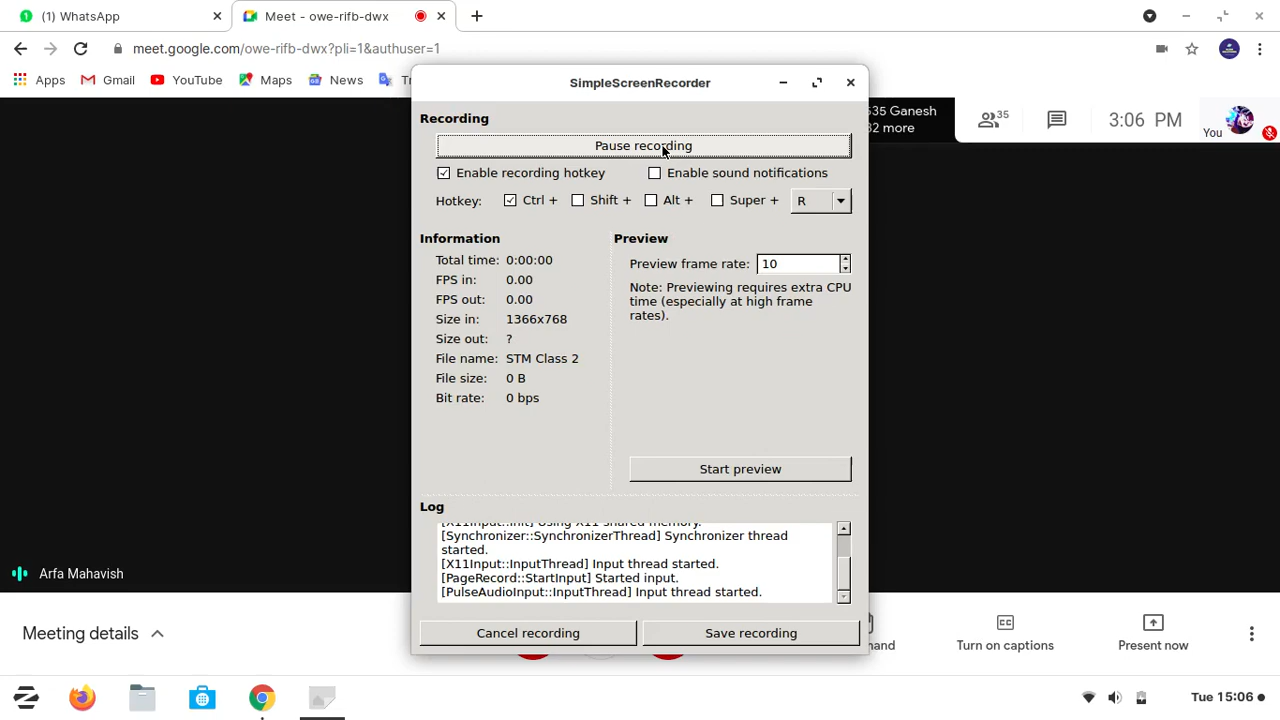 (1) WhatsApp
Meet - owe-rifb-dwx
meet.google.com/owe-rifb-dwx?pli=1&authuser=1
Apps
Gmail
YouTube
Maps
News
SimpleScreenRecorder
Recording
Pause recording
Enable recording hotkey
Enable sound notifications
Hotkey: Ctrl + Shift + Alt + Super + R
Information
Total time: 0:00:00
FPS in: 0.00
FPS out: 0.00
Size in: 1366x768
Size out: ?
File name: STM Class 2
File size: 0 B
Bit rate: 0 bps
Preview
Preview frame rate: 10
Note: Previewing requires extra CPU
time (especially at high frame
rates).
Start preview
Log
[X11Input::Init] Using X11 shared memory.
[Synchronizer::SynchronizerThread] Synchronizer thread
started.
[X11Input::InputThread] Input thread started.
[PageRecord::StartInput] Started input.
[PulseAudioInput::InputThread] Input thread started.
Cancel recording
Save recording
Ganesh
more
35
3:06 PM
You
Arfa Mahavish
Meeting details
Turn on captions
Present now
Tue 15:06